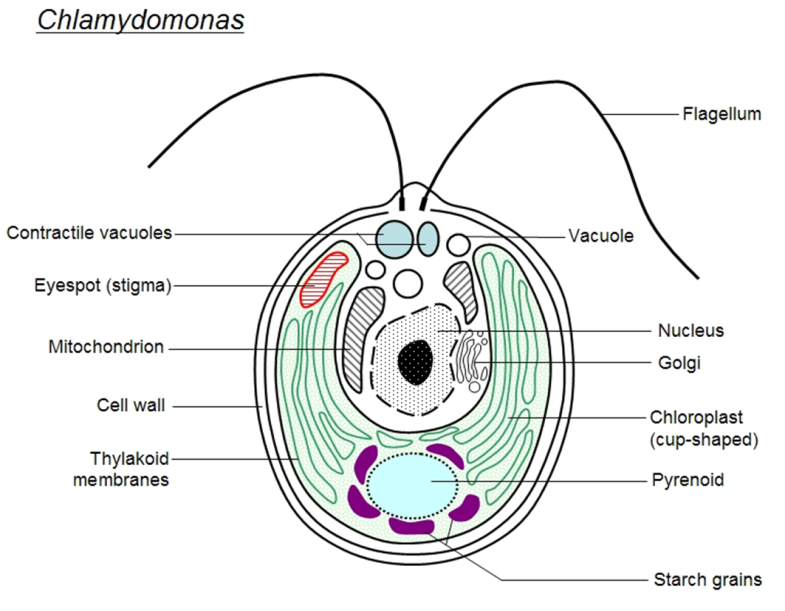 Chlamydomonas
Flagellum
Contractile vacuoles
Vacuole
Eyespot (stigma)
Nucleus
Mitochondrion
Golgi
Cell wall
Chloroplast
(cup-shaped)
Thylakoid
membranes
Pyrenoid
Starch grains